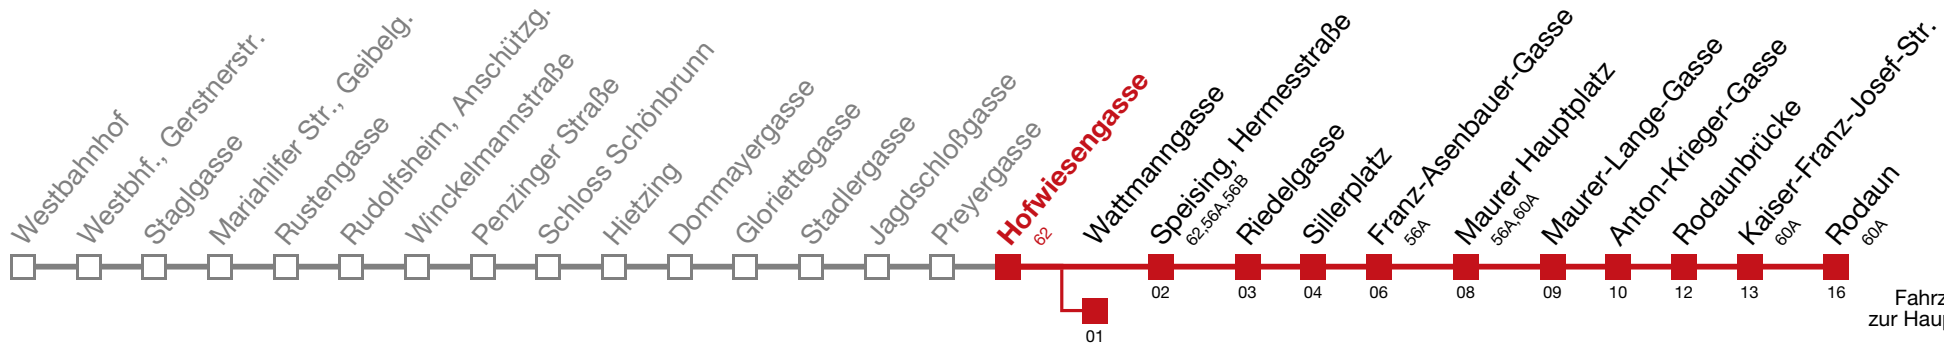 Westbahnhof
Westbhf., Gerstnerstr.
Staglgasse
Mariahilfer Str., Geibelg.
Rustengasse
Rudolfsheim, Anschützg.
Winckelmannstraße
Penzinger Straße
Schloss Schönbrunn
Hietzing
Dommayergasse
Gloriettegasse
Stadlergasse
Jagdschloßgasse
Preyergasse
Hofwiesengasse
62
Wattmanngasse
Speising, Hermesstraße
62,56A,56B
Riedelgasse
Sillerplatz
Franz-Asenbauer-Gasse
56A
Maurer Hauptplatz
56A,60A
Maurer-Lange-Gasse
Anton-Krieger-Gasse
Rodaunbrücke
Kaiser-Franz-Josef-Str.
60A
Rodaun
60A
02
03
04
06
08
09
10
12
13
16
01
Fahrz
zur Haup